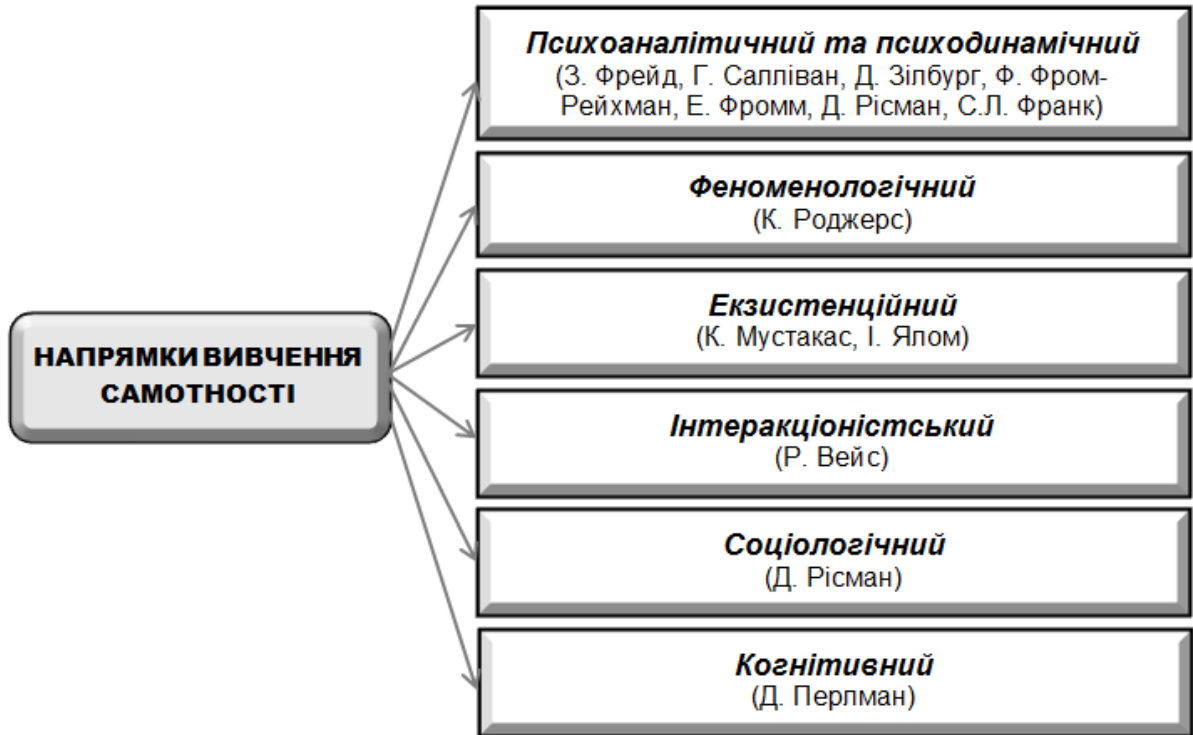 НАПРЯМКИ ВИВЧЕННЯ
САМОТНОСТІ
Психоаналітичний та психодинамічний
(З. Фрейд, Г. Салліван, Д. Зілбург, Ф. Фром-
Рейхман, Е. Фромм, Д. Рісман, С.Л. Франк)
Феноменологічний
(К. Роджерс)
Екзистенційний
(К. Мустакас, І. Ялом)
Інтеракціоністський
(Р. Вейс)
Соціологічний
(Д. Рісман)
Когнітивний
(Д. Перлман)